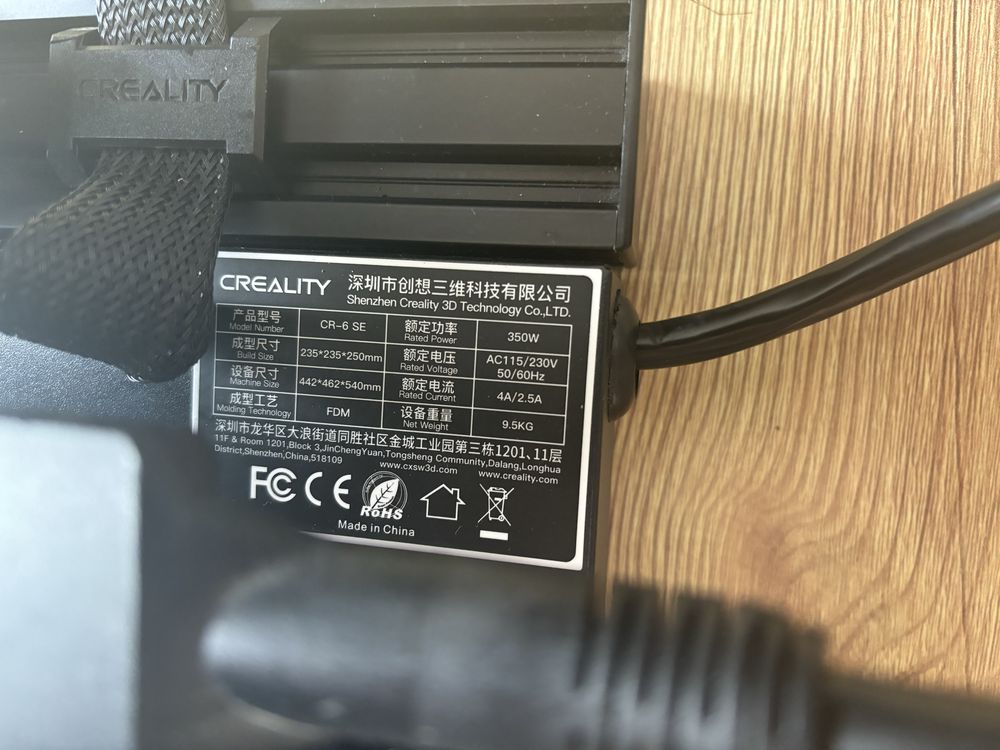 CREALITY
CREALITY 深圳市创想三维科技有限公司
Shenzhen Creality 3D Technology Co.,LTD.
产品型号 CR-6 SE 额定功率 350W
Model Number Rated Power
成型尺寸 235*235*250mm 额定电压 AC115/230V
Build Size Rated Voltage 50/60Hz
设备尺寸 442*462*540mm 额定电流 4A/2.5A
Machine Size Rated Current
成型工艺 FDM 设备重量 9.5KG
Molding Technology Net Weight
深圳市龙华区大浪街道同胜社区金城工业园第三栋1201、11层
11F & Room 1201,Block 3,JinChengYuan,Tongsheng Community,Dalang,Longhua
District,Shenzhen,China,518109 www.cxsw3d.com www.creality.com
FC CE RoHS
Made in China